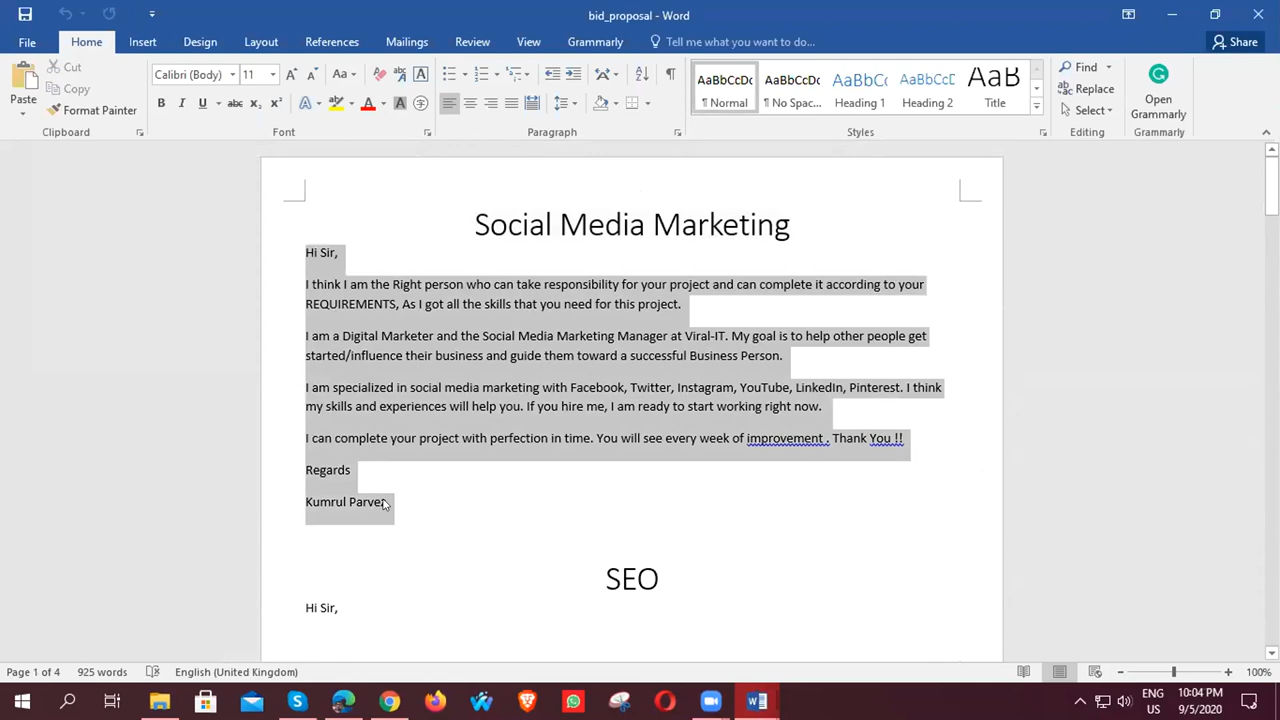 bid_proposal - Word
File Home Insert Design Layout References Mailings Review View Grammarly Tell me what you want to do... Share
Paste
Cut
Copy
Format Painter
Clipboard
Calibri (Body) 11
Font
Paragraph
AaBbCcDc AaBbCcDc AaBbCc AaBbCcD AaB
¶ Normal ¶ No Spac... Heading 1 Heading 2 Title
Styles
Find
Replace
Select
Editing
Open
Grammarly
Grammarly
Social Media Marketing
Hi Sir,
I think I am the Right person who can take responsibility for your project and can complete it according to your
REQUIREMENTS, As I got all the skills that you need for this project.
I am a Digital Marketer and the Social Media Marketing Manager at Viral-IT. My goal is to help other people get
started/influence their business and guide them toward a successful Business Person.
I am specialized in social media marketing with Facebook, Twitter, Instagram, YouTube, LinkedIn, Pinterest. I think
my skills and experiences will help you. If you hire me, I am ready to start working right now.
I can complete your project with perfection in time. You will see every week of improvement . Thank You !!
Regards
Kumrul
SEO
Hi Sir,
Page 1 of 4 925 words English (United Kingdom) 100%
ENG
US
10:04 PM
9/5/2020